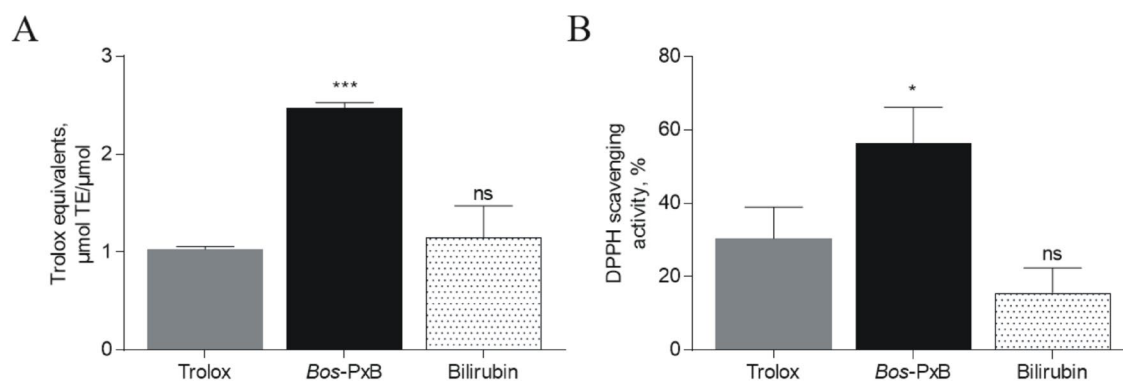 A
Trolox equivalents,
µmol TE/µmol
3
2
1
0
***
ns
Trolox
Bos-PxB
Bilirubin
B
DPPH scavenging
activity, %
80
60
40
20
0
*
ns
Trolox
Bos-PxB
Bilirubin